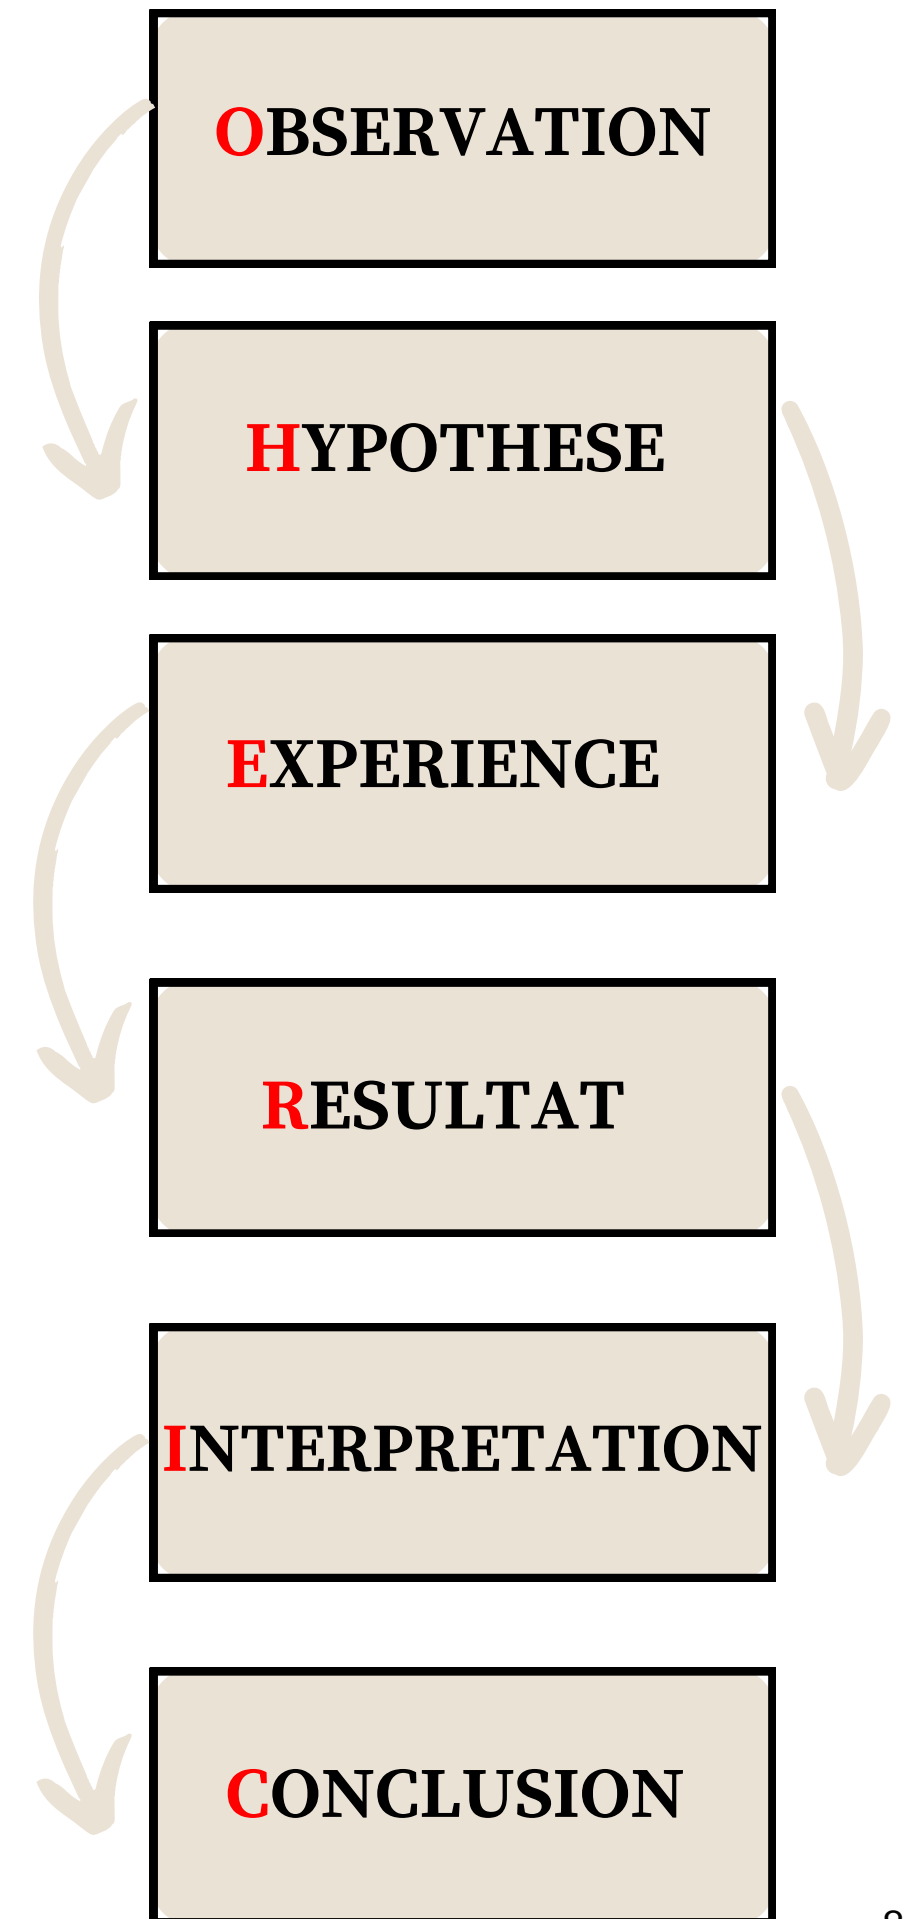 OBSERVATION
HYPOTHESE
EXPERIENCE
RESULTAT
INTERPRETATION
CONCLUSION